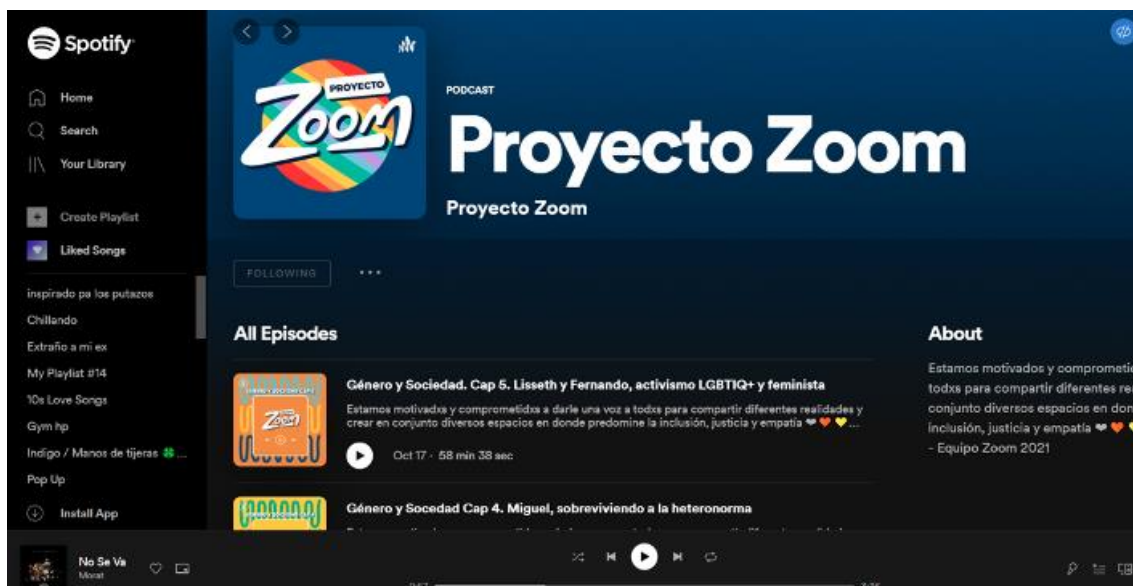 Spotify
Home
Search
Your Library
Create Playlist
Liked Songs
inspirado pa los putazos
Chillando
Extraño a mi ex
My Playlist #14
10s Love Songs
Gym hp
Indigo / Manos de tijeras 🍀...
Pop Up
Install App
PROYECTO
ZOOM
PODCAST
Proyecto Zoom
Proyecto Zoom
FOLLOWING
All Episodes
Zoom
Género y Sociedad. Cap 5. Lisseth y Fernando, activismo LGBTIQ+ y feminista
Estamos motivadxs y comprometidxs a darle una voz a todxs para compartir diferentes realidades y
crear en conjunto diversos espacios en donde predomine la inclusión, justicia y empatía ❤🧡💛...
Oct 17 · 58 min 38 sec
Género y Socedad Cap 4. Miguel, sobreviviendo a la heteronorma
About
Estamos motivados y comprometi
todxs para compartir diferentes re
conjunto diversos espacios en don
inclusión, justicia y empatía ❤🧡
- Equipo Zoom 2021
No Se Va
Morat